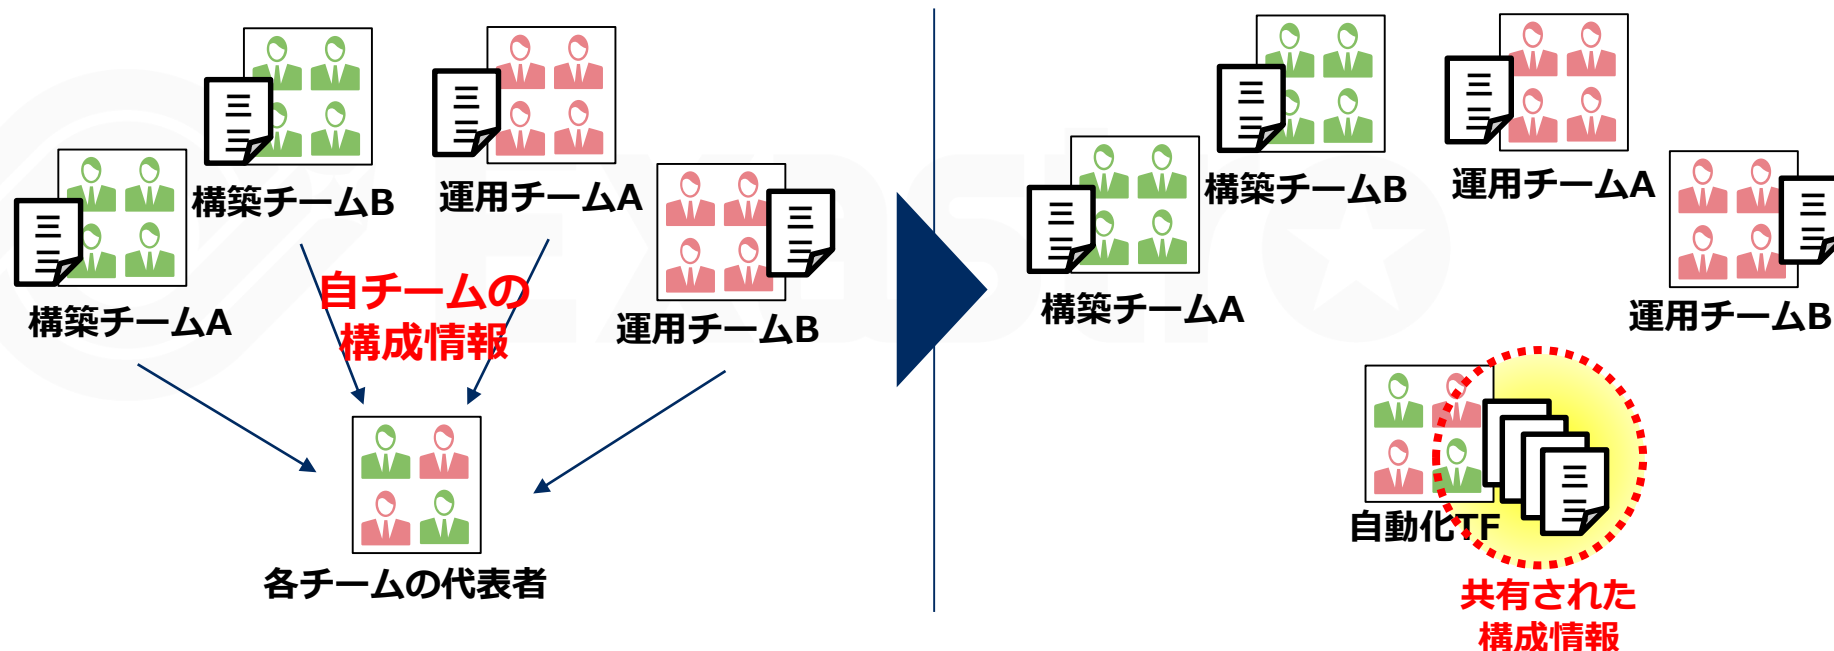 構築チームB
運用チームA
構築チームA
自チームの
構成情報
運用チームB
各チームの代表者
構築チームB
運用チームA
構築チームA
運用チームB
自動化TF
共有された
構成情報
Exastro